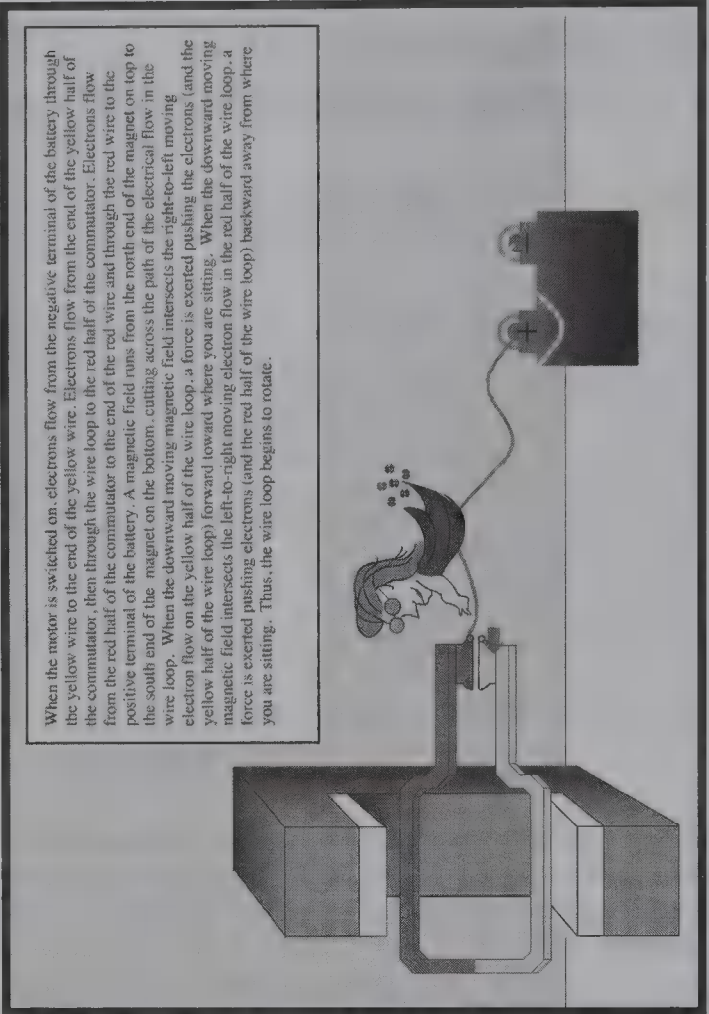 When the motor is switched on, electrons flow from the negative terminal of the battery through
the yellow wire to the end of the yellow wire. Electrons flow from the end of the yellow half of
the commutator, then through the wire loop to the red half of the commutator. Electrons flow
from the red half of the commutator to the end of the red wire and through the red wire to the
positive terminal of the battery. A magnetic field runs from the north end of the magnet on top to
the south end of the magnet on the bottom, cutting across the path of the electrical flow in the
wire loop. When the downward moving magnetic field intersects the right-to-left moving
electron flow on the yellow half of the wire loop, a force is exerted pushing the electrons (and the
yellow half of the wire loop) forward toward where you are sitting. When the downward moving
magnetic field intersects the left-to-right moving electron flow in the red half of the wire loop, a
force is exerted pushing electrons (and the red half of the wire loop) backward away from where
you are sitting. Thus, the wire loop begins to rotate.
+